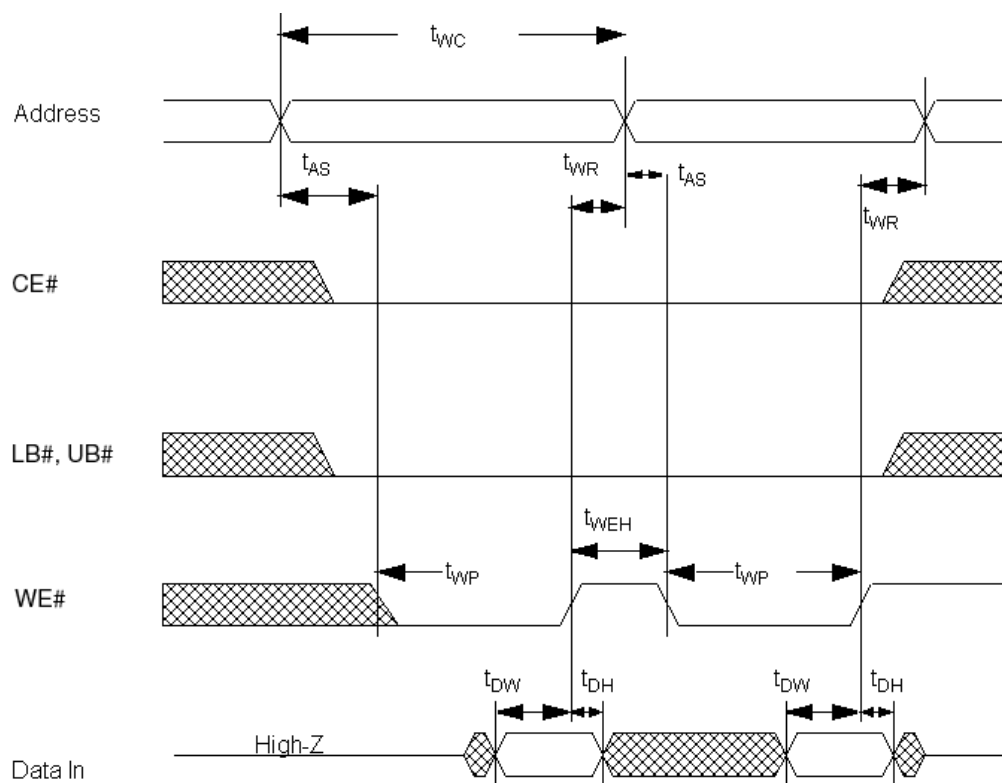 tWC
Address
tAS
tWR
tAS
tWR
CE#
LB#, UB#
tWEH
tWP
tWP
WE#
tDW
tDH
tDW
tDH
High-Z
Data In